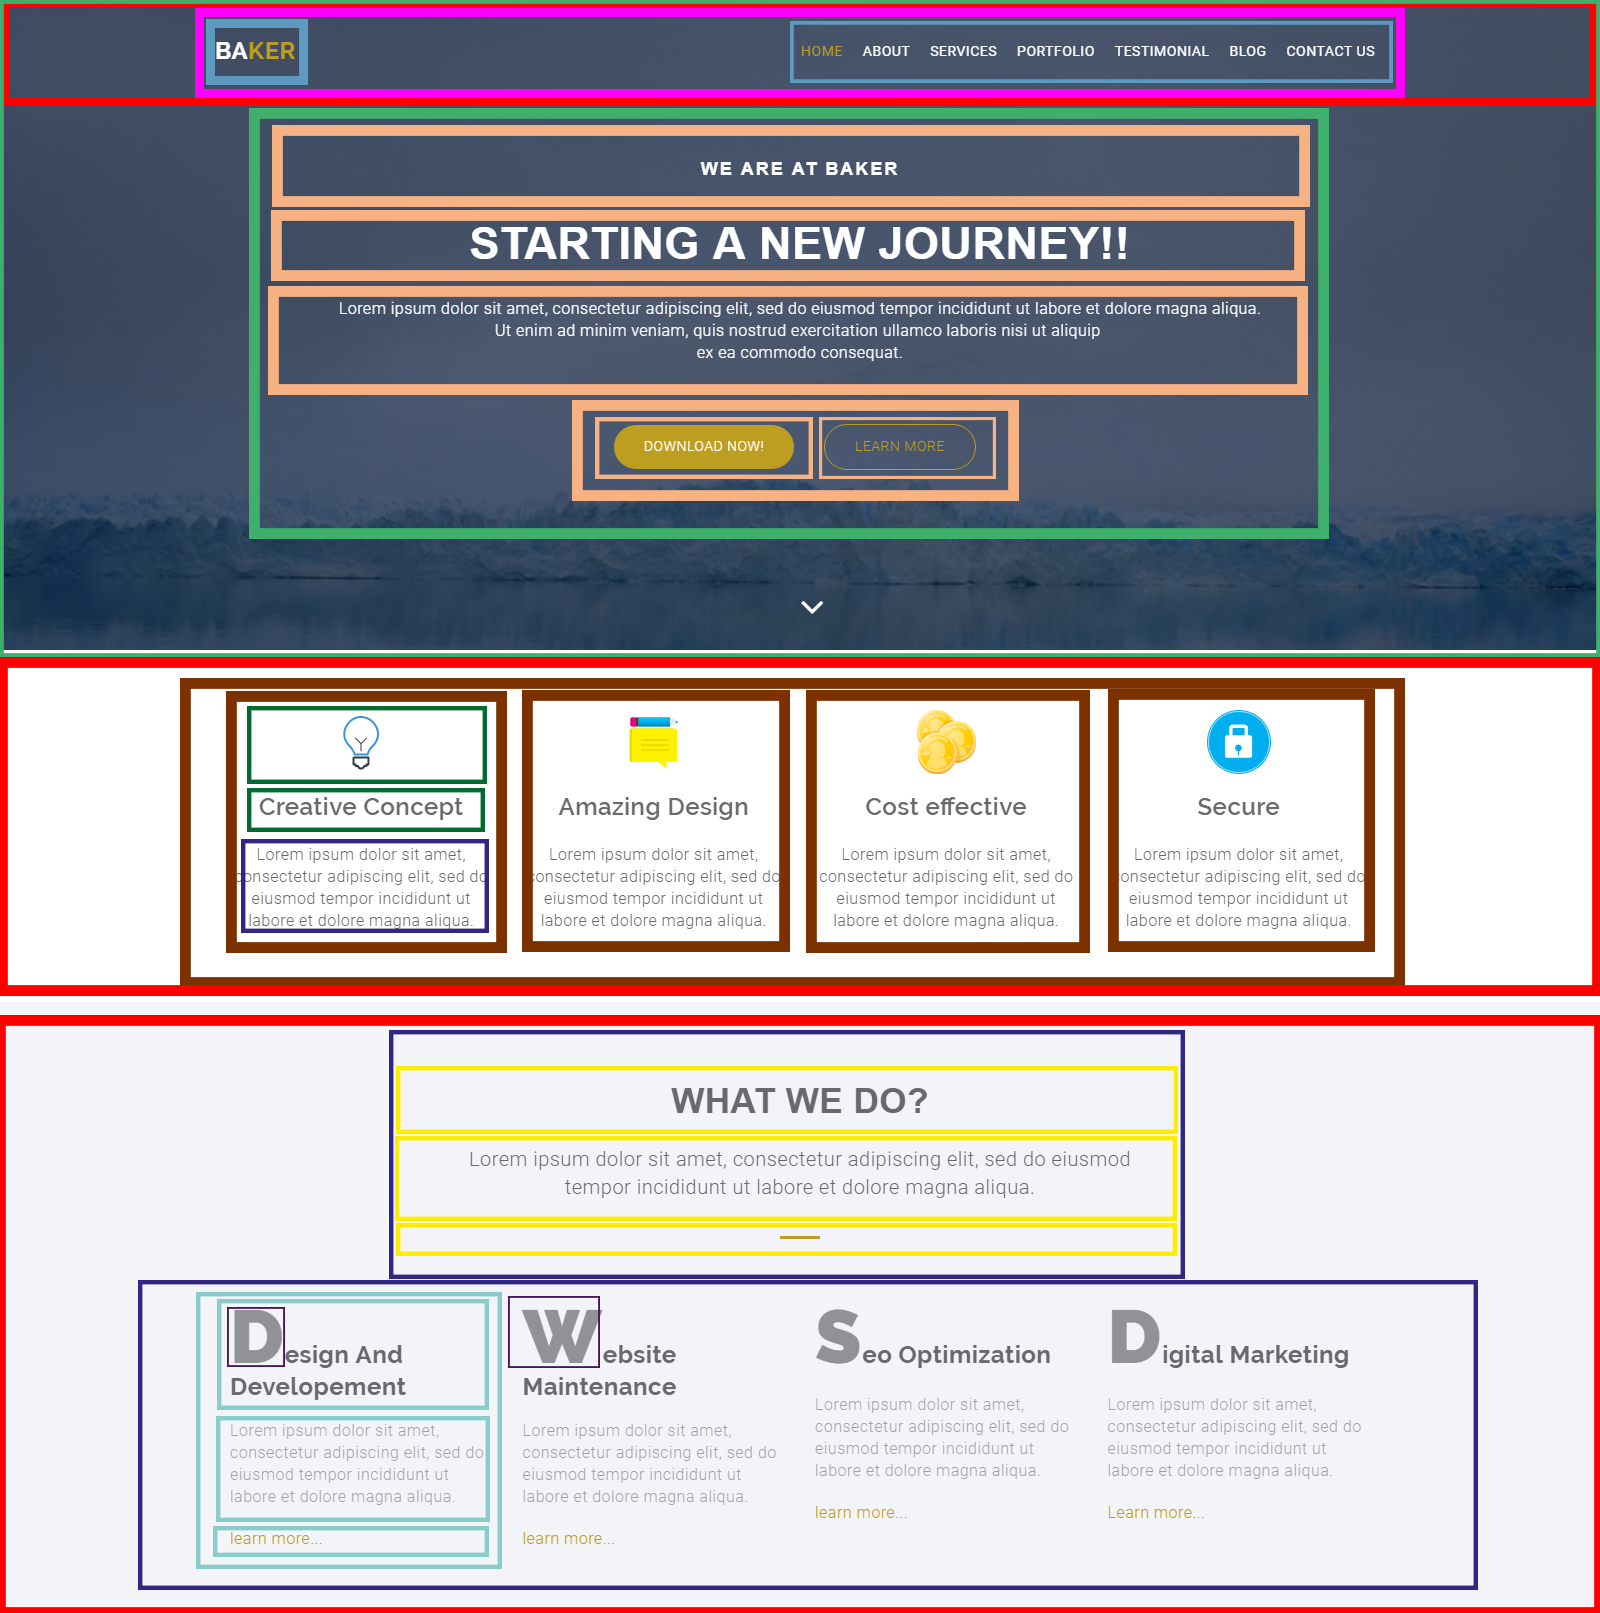 BAKER
HOME ABOUT SERVICES PORTFOLIO TESTIMONIAL BLOG CONTACT US
WE ARE AT BAKER
STARTING A NEW JOURNEY!!
Lorem ipsum dolor sit amet, consectetur adipiscing elit, sed do eiusmod tempor incididunt ut labore et dolore magna aliqua.
Ut enim ad minim veniam, quis nostrud exercitation ullamco laboris nisi ut aliquip
ex ea commodo consequat.
DOWNLOAD NOW! LEARN MORE
Creative Concept
Lorem ipsum dolor sit amet,
consectetur adipiscing elit, sed do
eiusmod tempor incididunt ut
labore et dolore magna aliqua.
Amazing Design
Lorem ipsum dolor sit amet,
consectetur adipiscing elit, sed do
eiusmod tempor incididunt ut
labore et dolore magna aliqua.
Cost effective
Lorem ipsum dolor sit amet,
consectetur adipiscing elit, sed do
eiusmod tempor incididunt ut
labore et dolore magna aliqua.
Secure
Lorem ipsum dolor sit amet,
consectetur adipiscing elit, sed do
eiusmod tempor incididunt ut
labore et dolore magna aliqua.
WHAT WE DO?
Lorem ipsum dolor sit amet, consectetur adipiscing elit, sed do eiusmod
tempor incididunt ut labore et dolore magna aliqua.
Design And
Developement
Lorem ipsum dolor sit amet,
consectetur adipiscing elit, sed do
eiusmod tempor incididunt ut
labore et dolore magna aliqua.
learn more...
Website
Maintenance
Lorem ipsum dolor sit amet,
consectetur adipiscing elit, sed do
eiusmod tempor incididunt ut
labore et dolore magna aliqua.
learn more...
Seo Optimization
Lorem ipsum dolor sit amet,
consectetur adipiscing elit, sed do
eiusmod tempor incididunt ut
labore et dolore magna aliqua.
learn more...
Digital Marketing
Lorem ipsum dolor sit amet,
consectetur adipiscing elit, sed do
eiusmod tempor incididunt ut
labore et dolore magna aliqua.
Learn more...